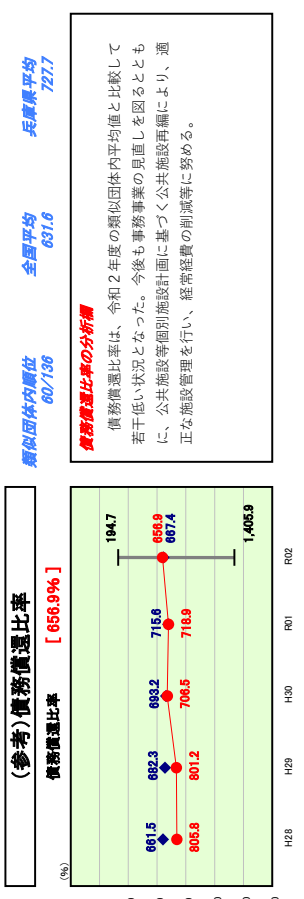 (参考)債務償還比率
債務償還比率
[ 656.9% ]
(%)
194.7
661.5
682.3
693.2
715.6
656.9
667.4
805.8
801.2
706.5
718.9
1,405.9
H28
H29
H30
R01
R02
類似団体内順位
60/136
全国平均
631.6
兵庫県平均
727.7
債務償還比率の分析欄
債務償還比率は、令和2年度の類似団体内平均値と比較して
若干低い状況となった。今後も事務事業の見直しを図るととも
に、公共施設等個別施設計画に基づく公共施設再編により、適
正な施設管理を行い、経常経費の削減等に努める。